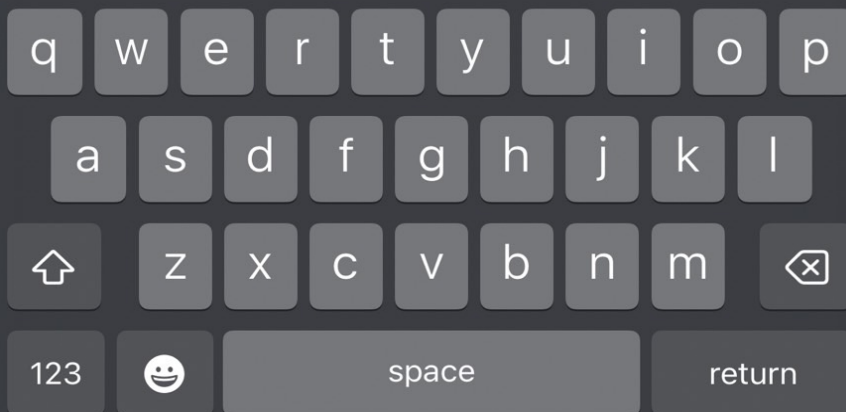 q w e r t y u i o p
a s d f g h j k l
z x c v b n m
123 space return